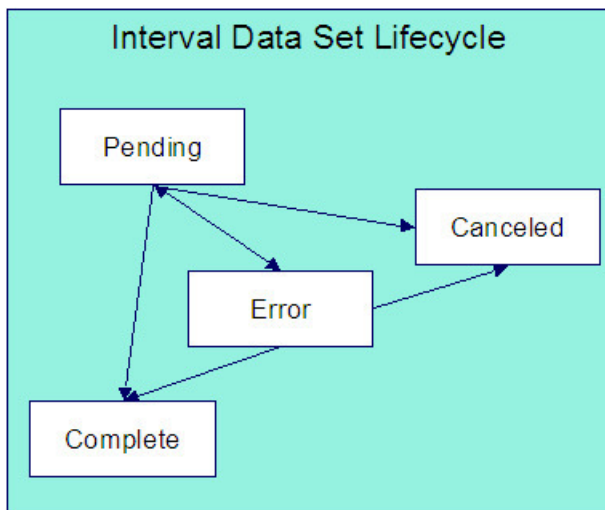 Interval Data Set Lifecycle
Pending
Canceled
Error
Complete